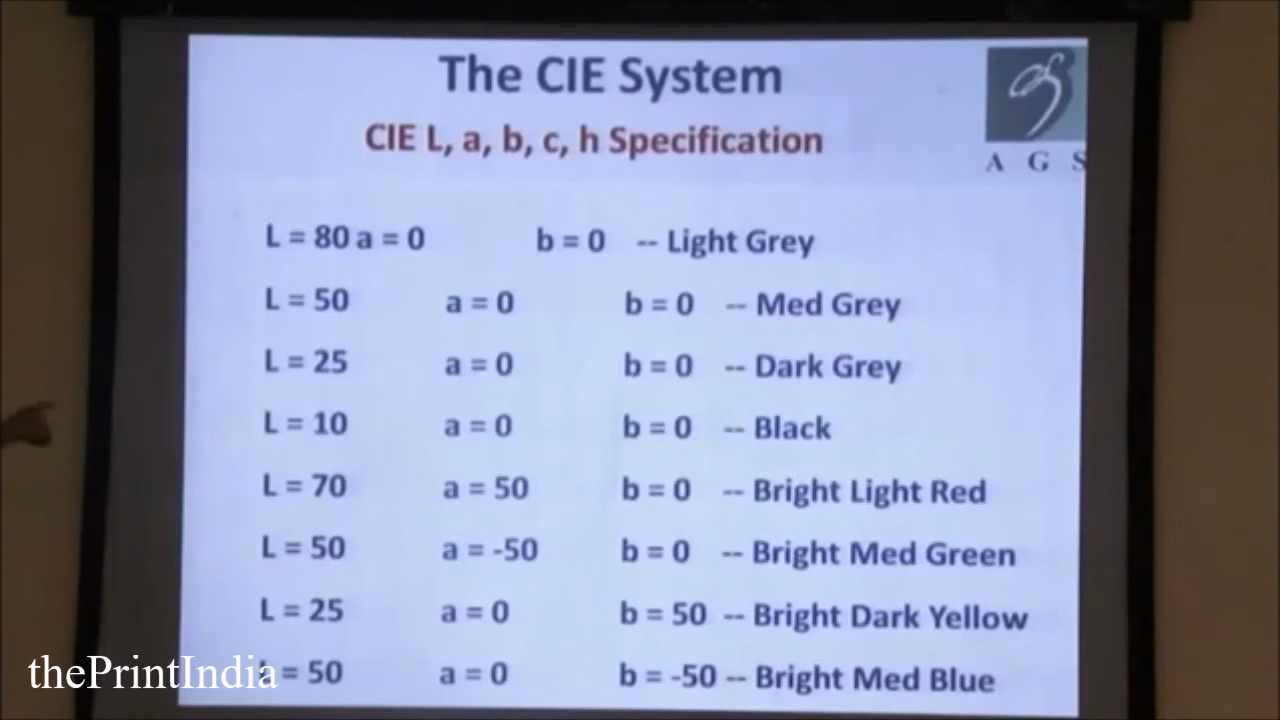 The CIE System
CIE L, a, b, c, h Specification
A G S
L = 80 a = 0 b = 0 -- Light Grey
L = 50 a = 0 b = 0 -- Med Grey
L = 25 a = 0 b = 0 -- Dark Grey
L = 10 a = 0 b = 0 -- Black
L = 70 a = 50 b = 0 -- Bright Light Red
L = 50 a = -50 b = 0 -- Bright Med Green
L = 25 a = 0 b = 50 -- Bright Dark Yellow
L = 50 a = 0 b = -50 -- Bright Med Blue
thePrintIndia